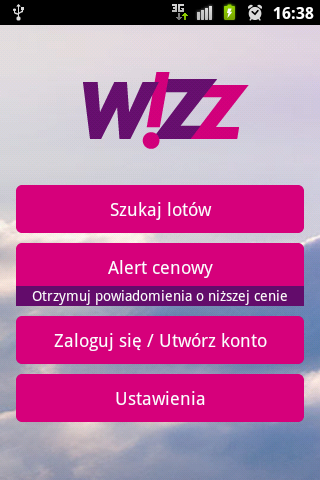 3G
16:38
W!ZZ
Szukaj lotów
Alert cenowy
Otrzymuj powiadomienia o niższej cenie
Zaloguj się / Utwórz konto
Ustawienia